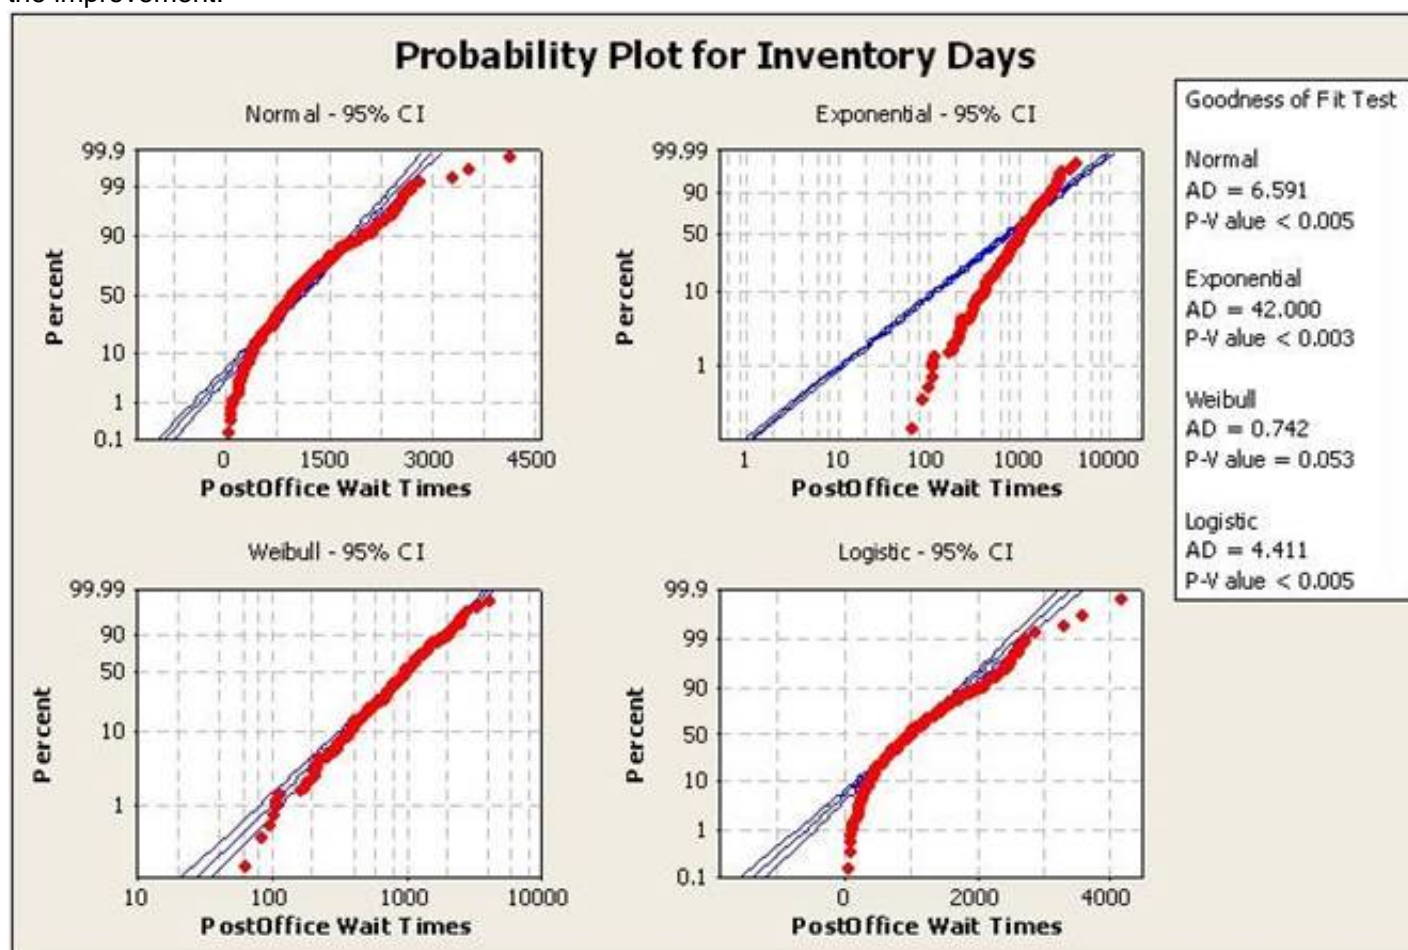 the improvement.
Probability Plot for Inventory Days
Normal - 95% CI
99.9
99
90
50
10
1
0.1
Percent
0 1500 3000 4500
PostOffice Wait Times
Exponential - 95% CI
99.99
90
50
10
1
Percent
1 10 100 1000 10000
PostOffice Wait Times
Goodness of Fit Test
Normal
AD = 6.591
P-Value < 0.005
Exponential
AD = 42.000
P-Value < 0.003
Weibull
AD = 0.742
P-Value = 0.053
Logistic
AD = 4.411
P-Value < 0.005
Weibull - 95% CI
99.99
90
50
10
1
Percent
10 100 1000 10000
PostOffice Wait Times
Logistic - 95% CI
99.9
99
90
50
10
1
0.1
Percent
0 2000 4000
PostOffice Wait Times